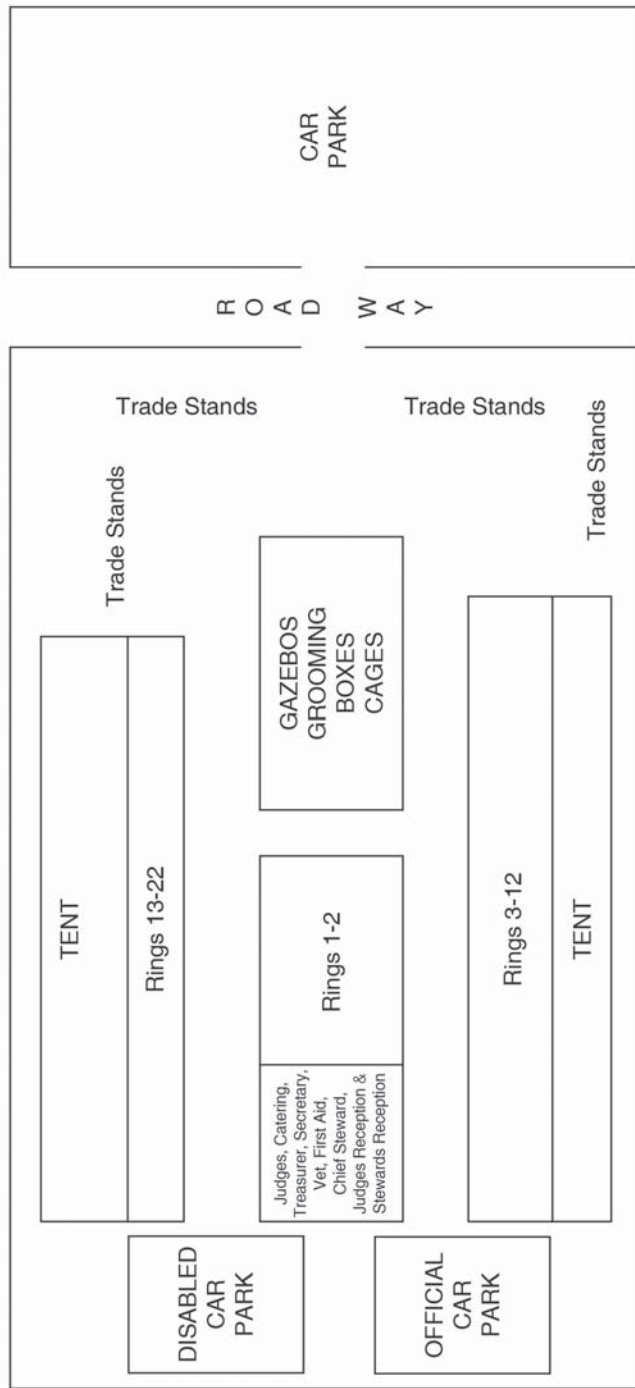 CAR
PARK
R
O
A
D
W
A
Y
Trade Stands
Trade Stands
Trade Stands
Trade Stands
TENT
Rings 13-22
GAZEBOS
GROOMING
BOXES
CAGES
Rings 1-2
Judges, Catering,
Treasurer, Secretary,
Vet, First Aid,
Chief Steward,
Judges Reception &
Stewards Reception
Rings 3-12
TENT
DISABLED
CAR
PARK
OFFICIAL
CAR
PARK